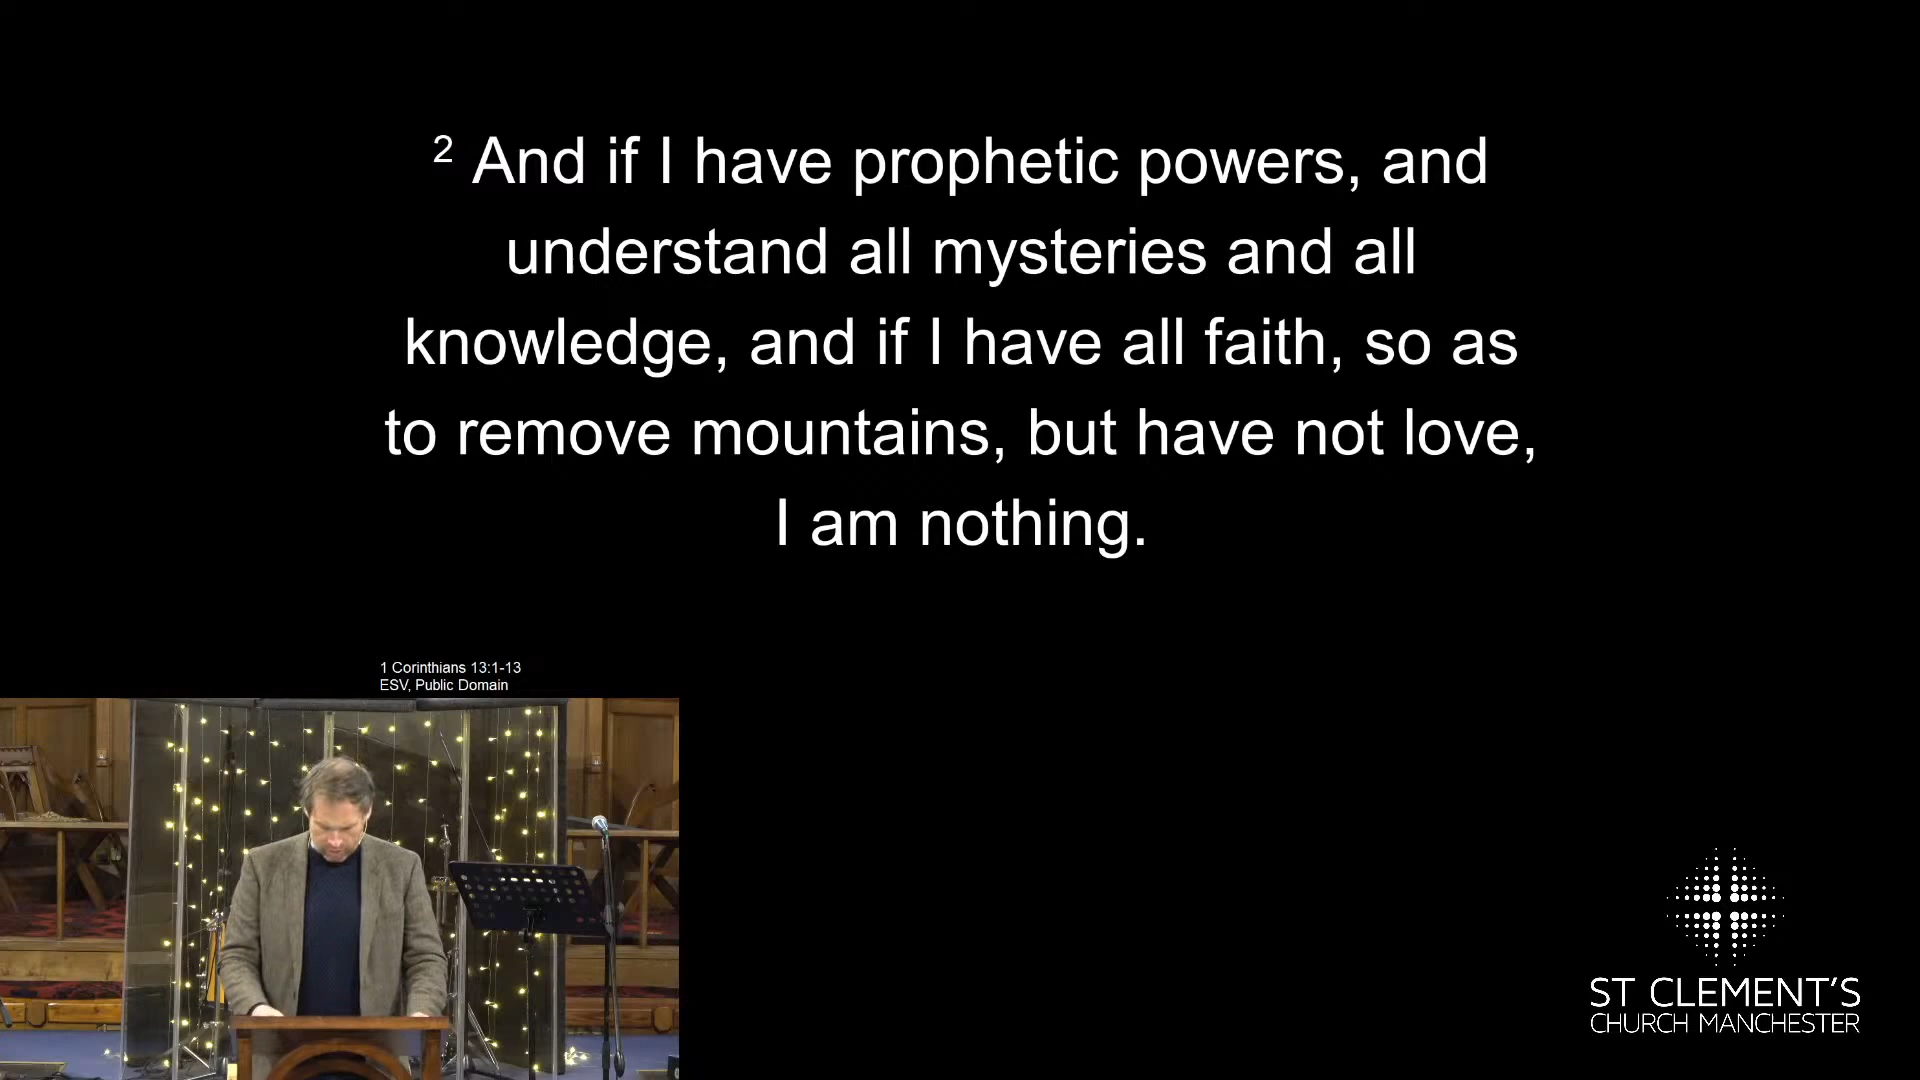 2 And if I have prophetic powers, and
understand all mysteries and all
knowledge, and if I have all faith, so as
to remove mountains, but have not love,
I am nothing.
1 Corinthians 13:1-13
ESV, Public Domain
ST CLEMENT'S
CHURCH MANCHESTER